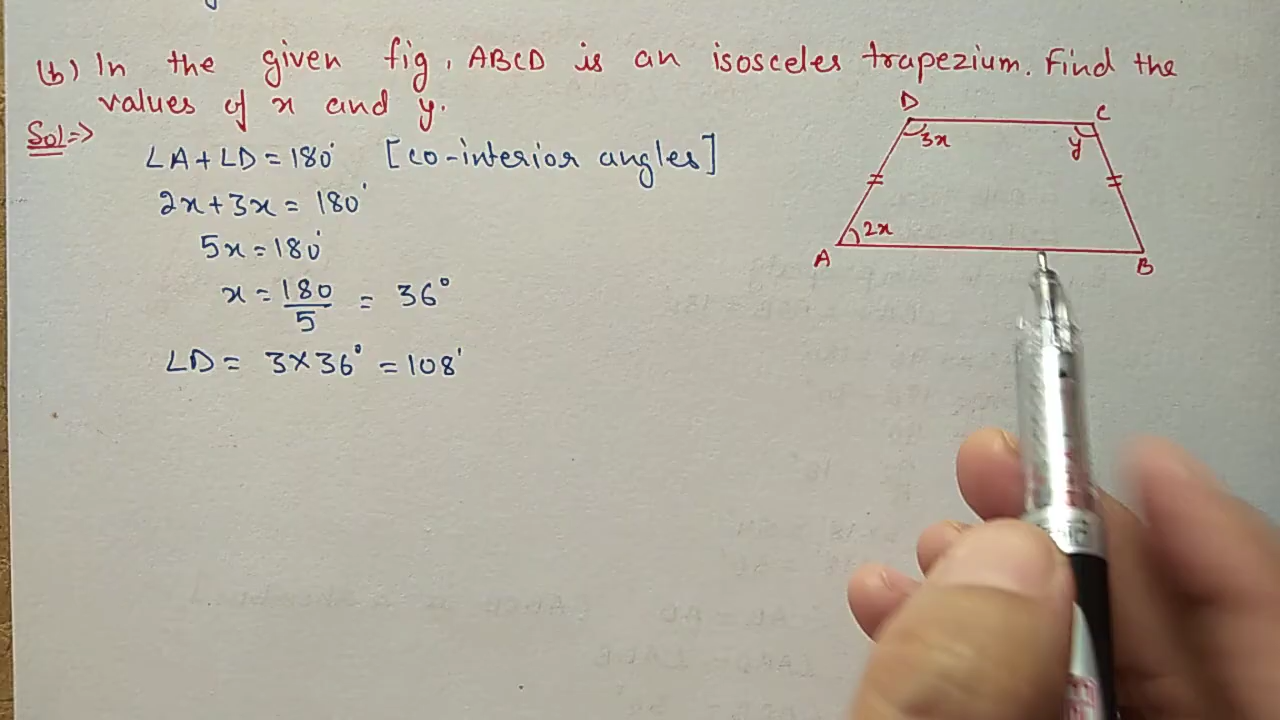 (b) In the given fig, ABCD is an isosceles trapezium. Find the
values of x and y.
Sol=>
∠A+∠D=180° [co-interior angles]
2x+3x=180°
5x=180°
x=180/5 = 36°
∠D= 3×36°=108°
D C
3x y
2x
A B